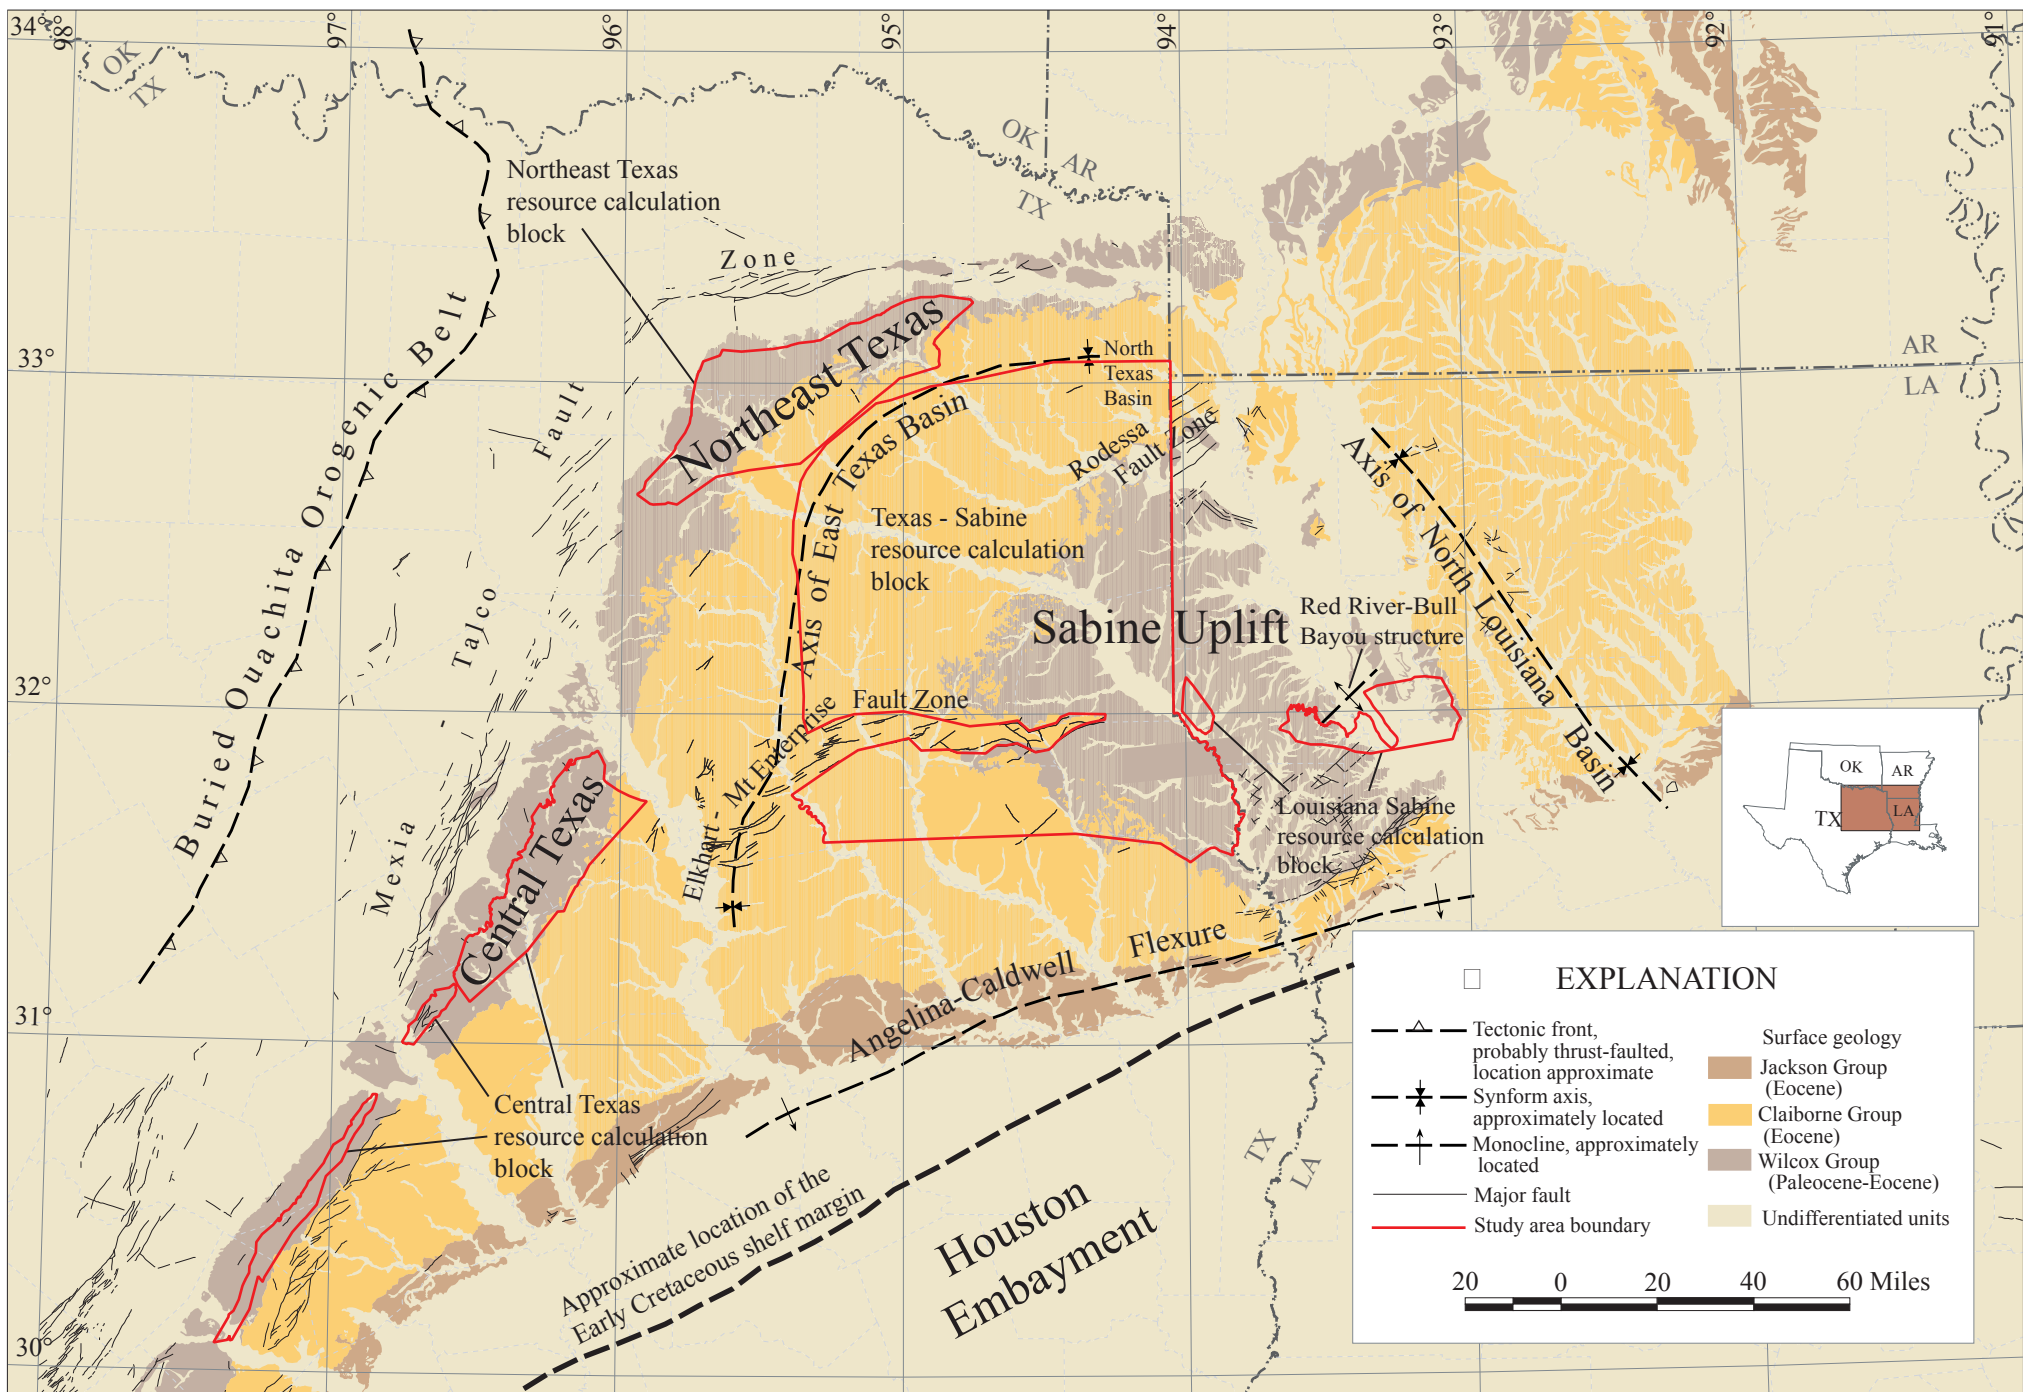 34°
98°
97°
96°
95°
94°
93°
92°
91°
OK
TX
OK
AR
TX
Northeast Texas
resource calculation
block
Zone
33°
AR
LA
North
Texas
Basin
Northeast Texas
Axis of East Texas Basin
Rodessa
Fault Zone
Axis of North Louisiana Basin
Buried Ouachita Orogenic Belt
Fault
Talco
Mexia
Texas - Sabine
resource calculation
block
Sabine Uplift
Red River-Bull
Bayou structure
32°
Fault Zone
Elkhart - Mt Enterprise
Central Texas
Louisiana Sabine
resource calculation
block
OK
AR
TX
LA
Angelina-Caldwell Flexure
31°
Central Texas
resource calculation
block
TX
LA
Approximate location of the
Early Cretaceous shelf margin
Houston
Embayment
30°
EXPLANATION
Tectonic front,
probably thrust-faulted,
location approximate
Synform axis,
approximately located
Monocline, approximately
located
Major fault
Study area boundary
Surface geology
Jackson Group
(Eocene)
Claiborne Group
(Eocene)
Wilcox Group
(Paleocene-Eocene)
Undifferentiated units
20 0 20 40 60 Miles